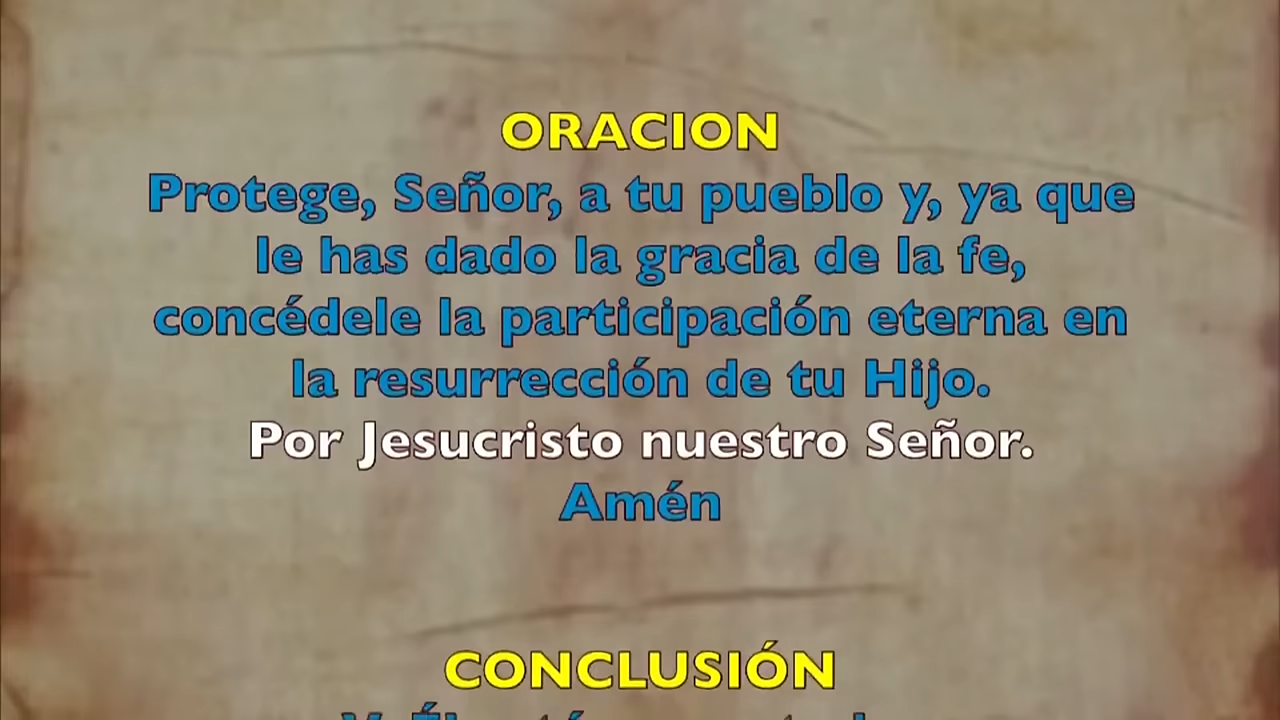 ORACION
Protege, Señor, a tu pueblo y, ya que
le has dado la gracia de la fe,
concédele la participación eterna en
la resurrección de tu Hijo.
Por Jesucristo nuestro Señor.
Amén
CONCLUSIÓN